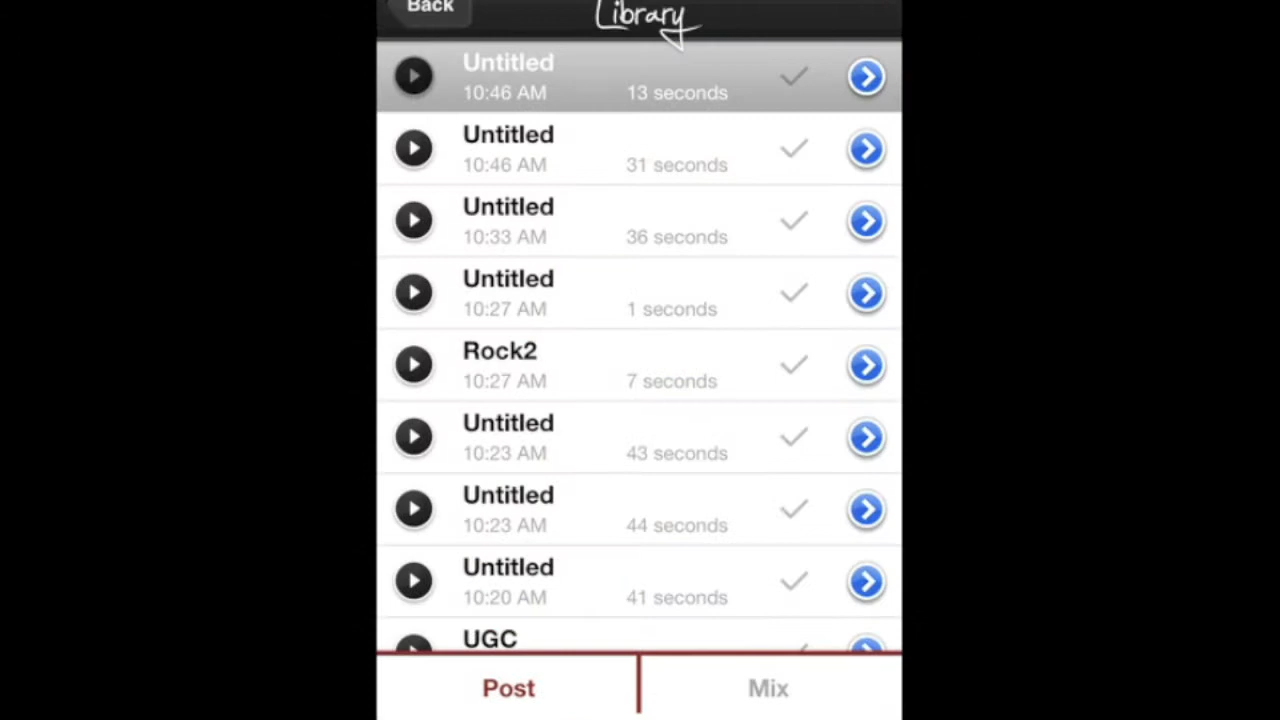 Back
Library
Untitled
10:46 AM 13 seconds
Untitled
10:46 AM 31 seconds
Untitled
10:33 AM 36 seconds
Untitled
10:27 AM 1 seconds
Rock2
10:27 AM 7 seconds
Untitled
10:23 AM 43 seconds
Untitled
10:23 AM 44 seconds
Untitled
10:20 AM 41 seconds
UGC
Post Mix